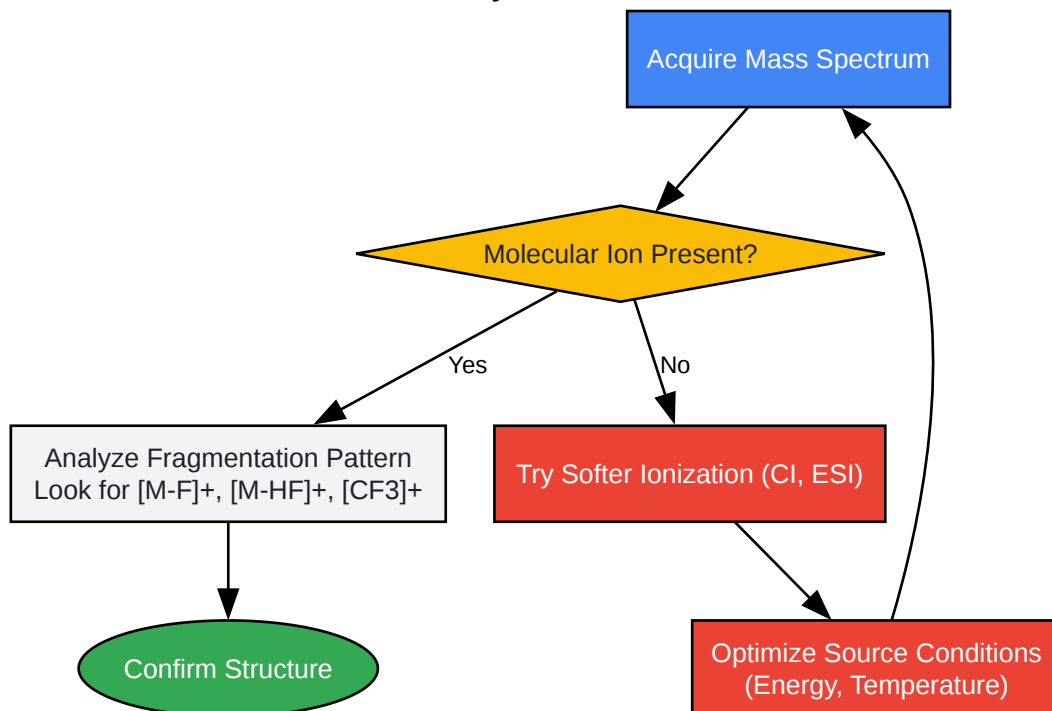 Acquire Mass Spectrum
Molecular Ion Present?
Yes
No
Analyze Fragmentation Pattern
Look for [M-F]+, [M-HF]+, [CF3]+
Try Softer Ionization (CI, ESI)
Confirm Structure
Optimize Source Conditions
(Energy, Temperature)